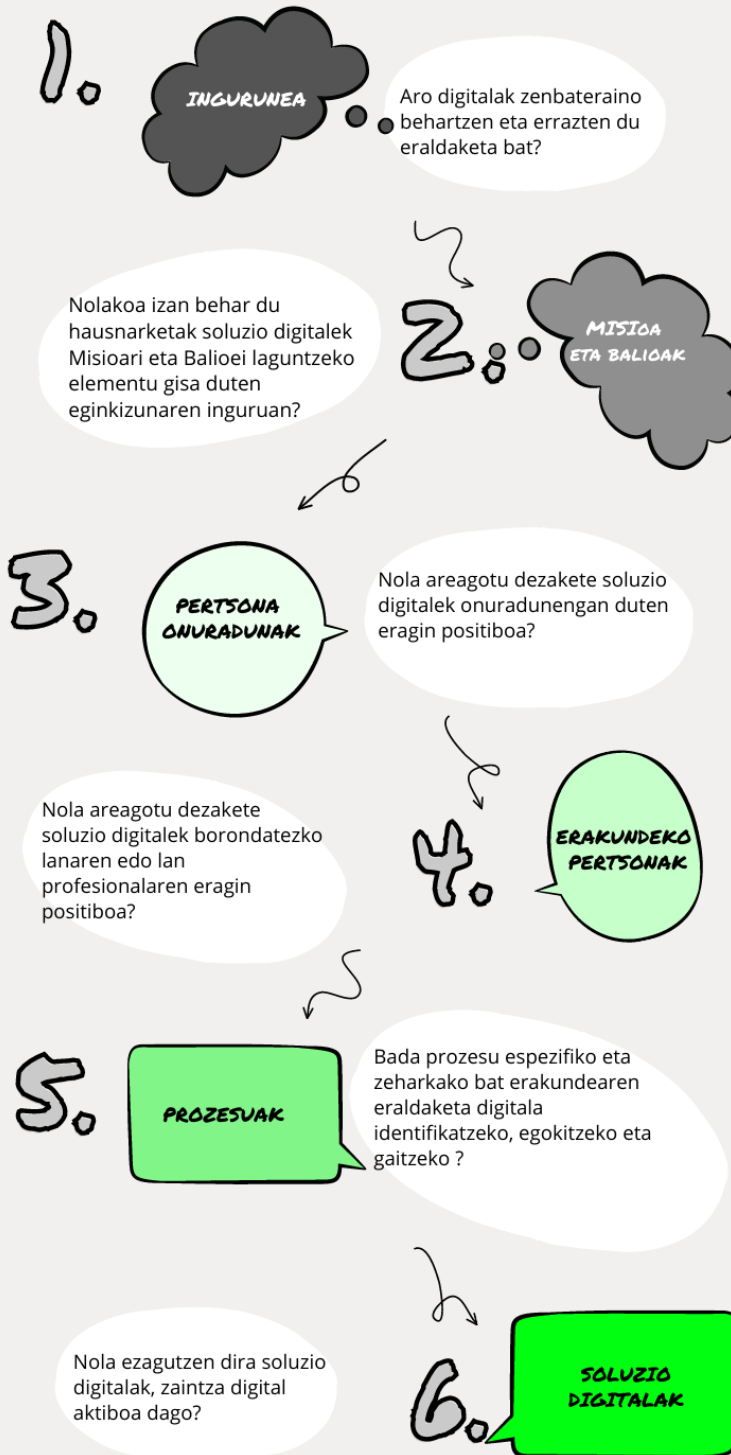 1.
INGURUNEA
Aro digitalak zenbateraino
behartzen eta errazten du
eraldaketa bat?
2.
MISIoa
ETA BALIOAK
Nolakoa izan behar du
hausnarketak soluzio digitalek
Misioari eta Balioei laguntzeko
elementu gisa duten
eginkizunaren inguruan?
3.
PERTSONA
ONURADUNAK
Nola areagotu dezakete soluzio
digitalek onuradunengan duten
eragin positiboa?
4.
ERAKUNDEKO
PERTSONAK
Nola areagotu dezakete
soluzio digitalek borondatezko
lanaren edo lan
profesionalaren eragin
positiboa?
5.
PROZESUAK
Bada prozesu espezifiko eta
zeharkako bat erakundearen
eraldaketa digitala
identifikatzeko, egokitzeko eta
gaitzeko ?
6.
SOLUZIO
DIGITALAK
Nola ezagutzen dira soluzio
digitalak, zaintza digital
aktiboa dago?